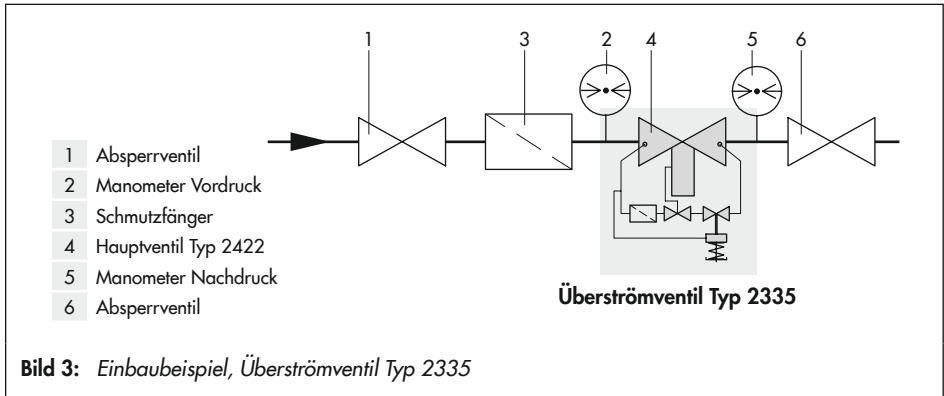 1 3 2 4 5 6
1 Absperrventil
2 Manometer Vordruck
3 Schmutzfänger
4 Hauptventil Typ 2422
5 Manometer Nachdruck
6 Absperrventil
Überströmventil Typ 2335
Bild 3: Einbaubeispiel, Überströmventil Typ 2335